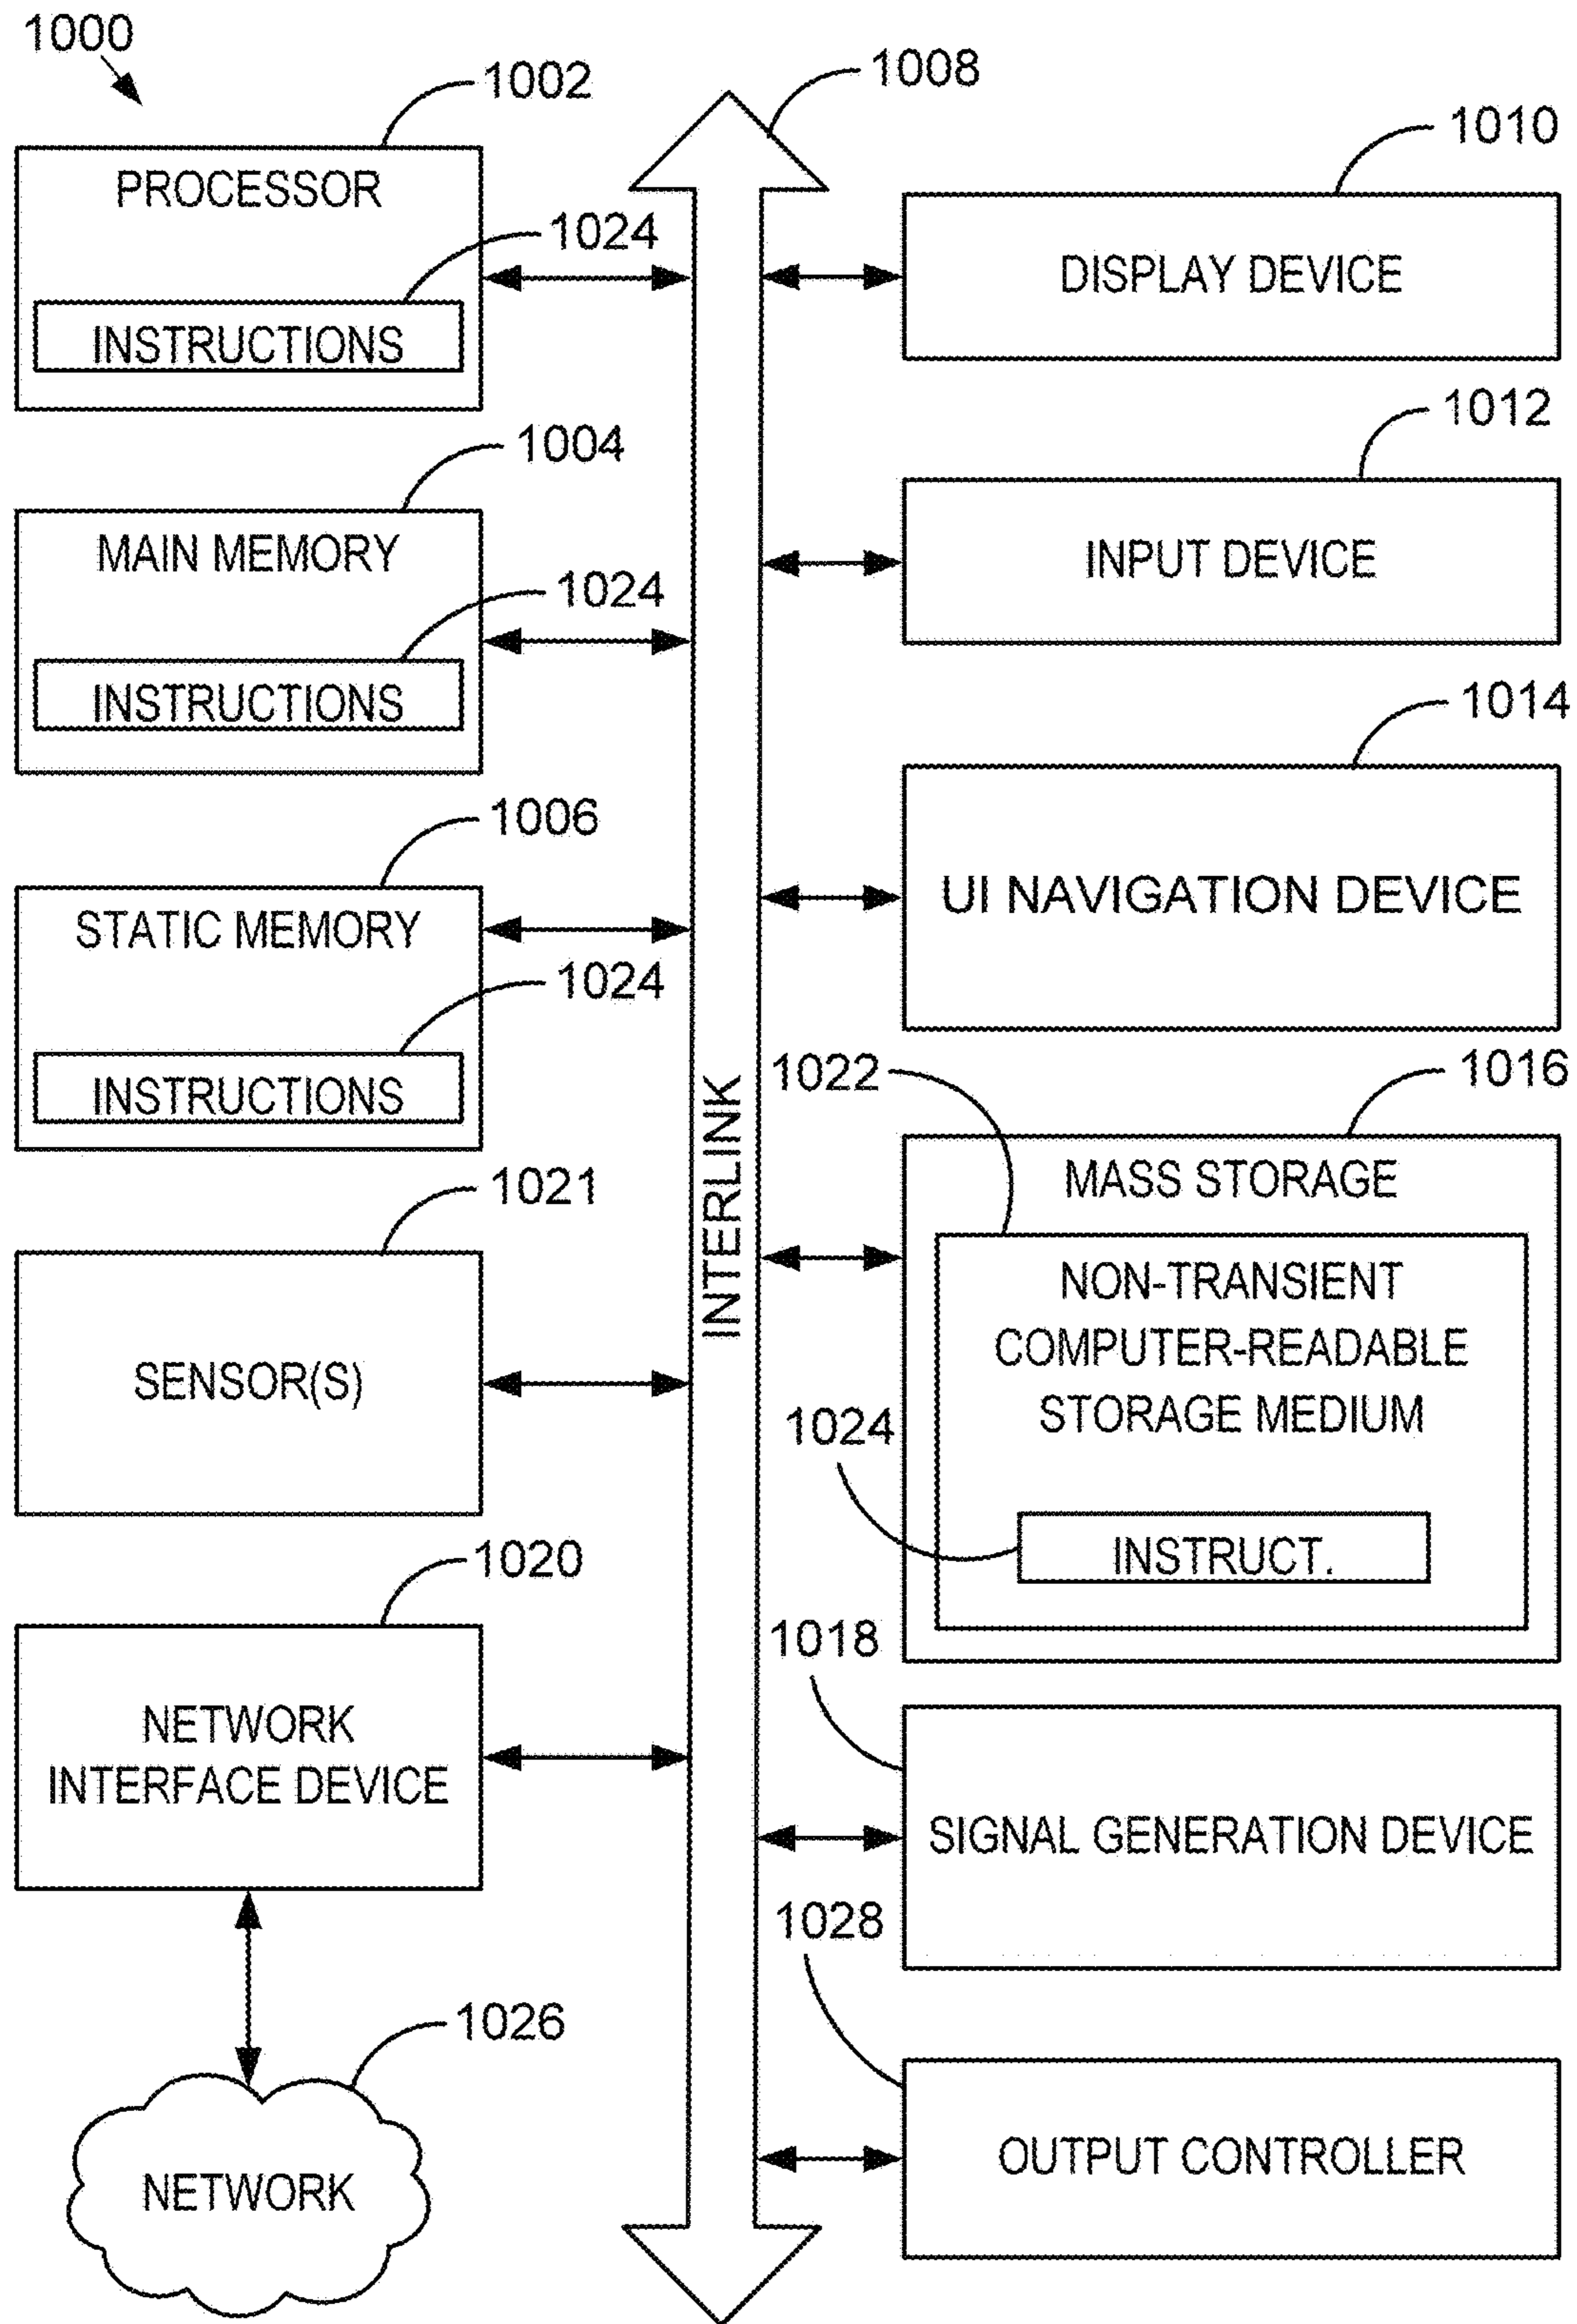 1000
1002
PROCESSOR
1024
INSTRUCTIONS
1004
MAIN MEMORY
1024
INSTRUCTIONS
1006
STATIC MEMORY
1024
INSTRUCTIONS
1021
SENSOR(S)
1020
NETWORK
INTERFACE DEVICE
1026
NETWORK
1008
INTERLINK
1010
DISPLAY DEVICE
1012
INPUT DEVICE
1014
UI NAVIGATION DEVICE
1016
MASS STORAGE
1022
NON-TRANSIENT
COMPUTER-READABLE
STORAGE MEDIUM
1024
INSTRUCT.
1018
SIGNAL GENERATION DEVICE
1028
OUTPUT CONTROLLER